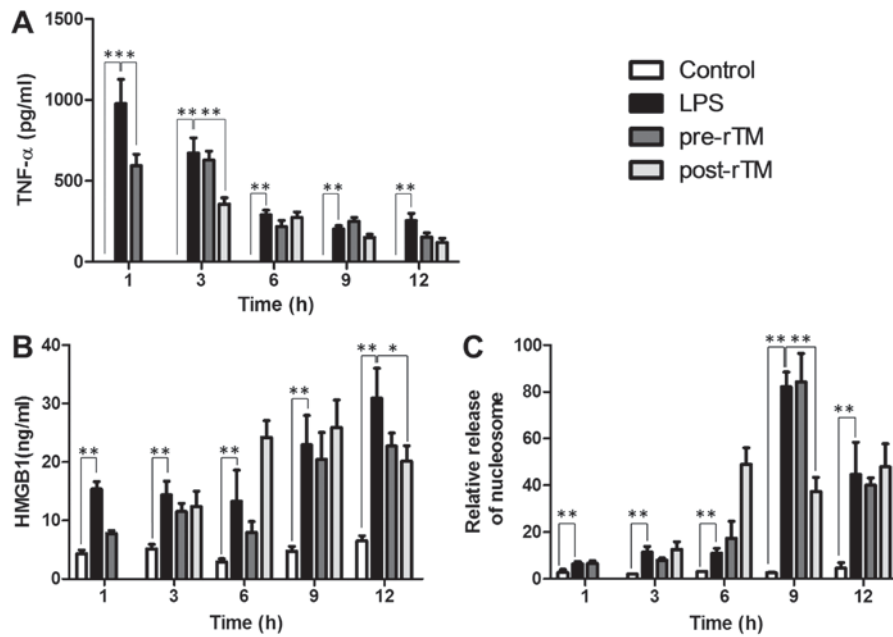 A
TNF-α (pg/ml)
1500
1000
500
0
***
** **
**
**
**
1 3 6 9 12
Time (h)
Control
LPS
pre-rTM
post-rTM
B
HMGB1(ng/ml)
40
30
20
10
0
**
**
**
**
** *
1 3 6 9 12
Time (h)
C
Relative release
of nucleosome
100
80
60
40
20
0
**
**
**
** **
**
1 3 6 9 12
Time (h)